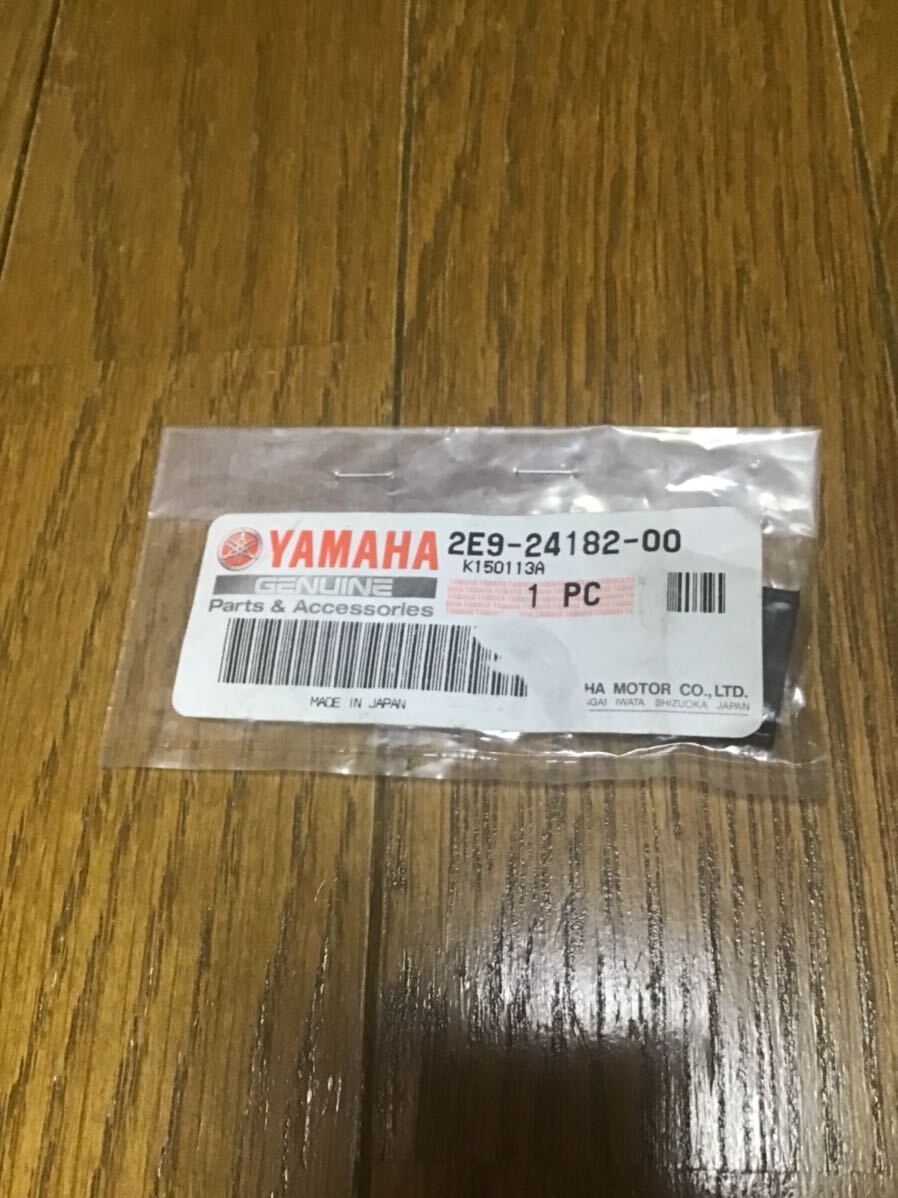 YAMAHA 2E9-24182-00
K150113A
GENUINE
Parts & Accessories
1 PC
HA MOTOR CO.,LTD.
MADE IN JAPAN
GAI IWATA SHIZUOKA JAPAN